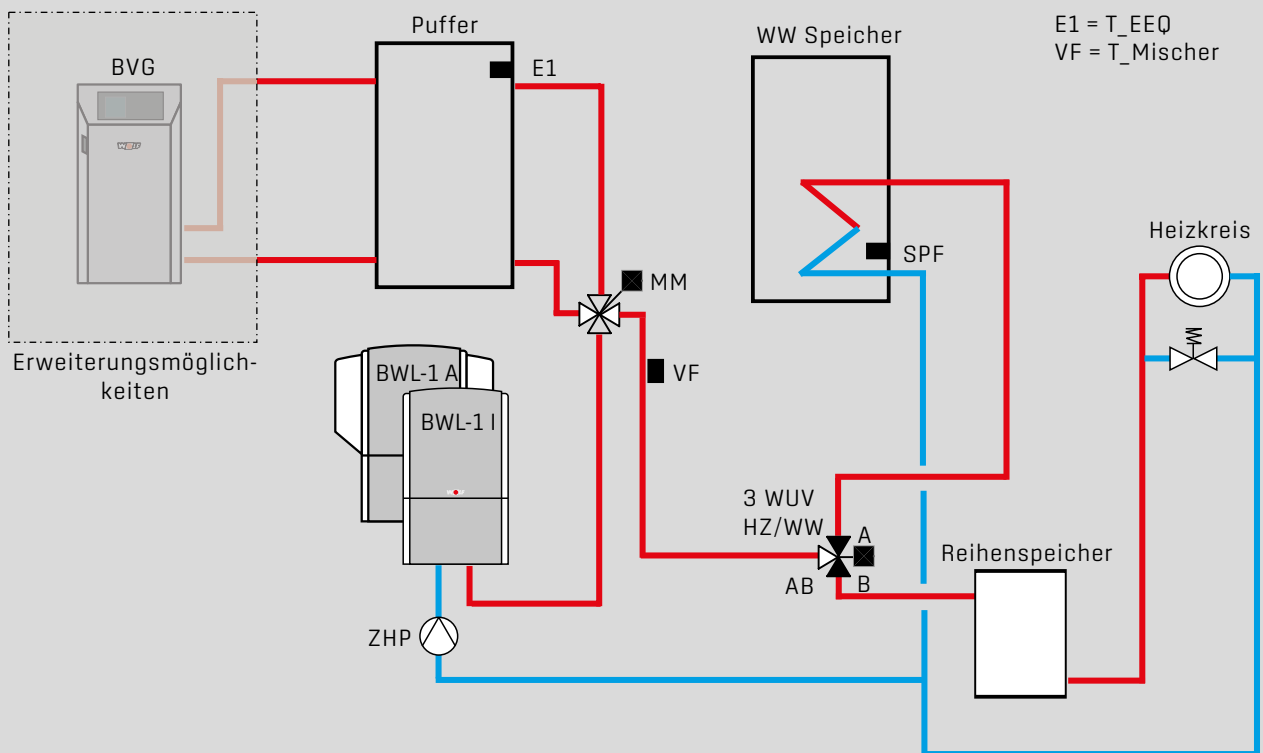 Puffer
E1 = T_EEQ
VF = T_Mischer
WW Speicher
BVG
E1
WOLF
Heizkreis
SPF
MM
Erweiterungsmöglich-
keiten
BWL-1 A
VF
BWL-1 I
3 WUV
HZ/WW
A
Reihenspeicher
AB
B
ZHP